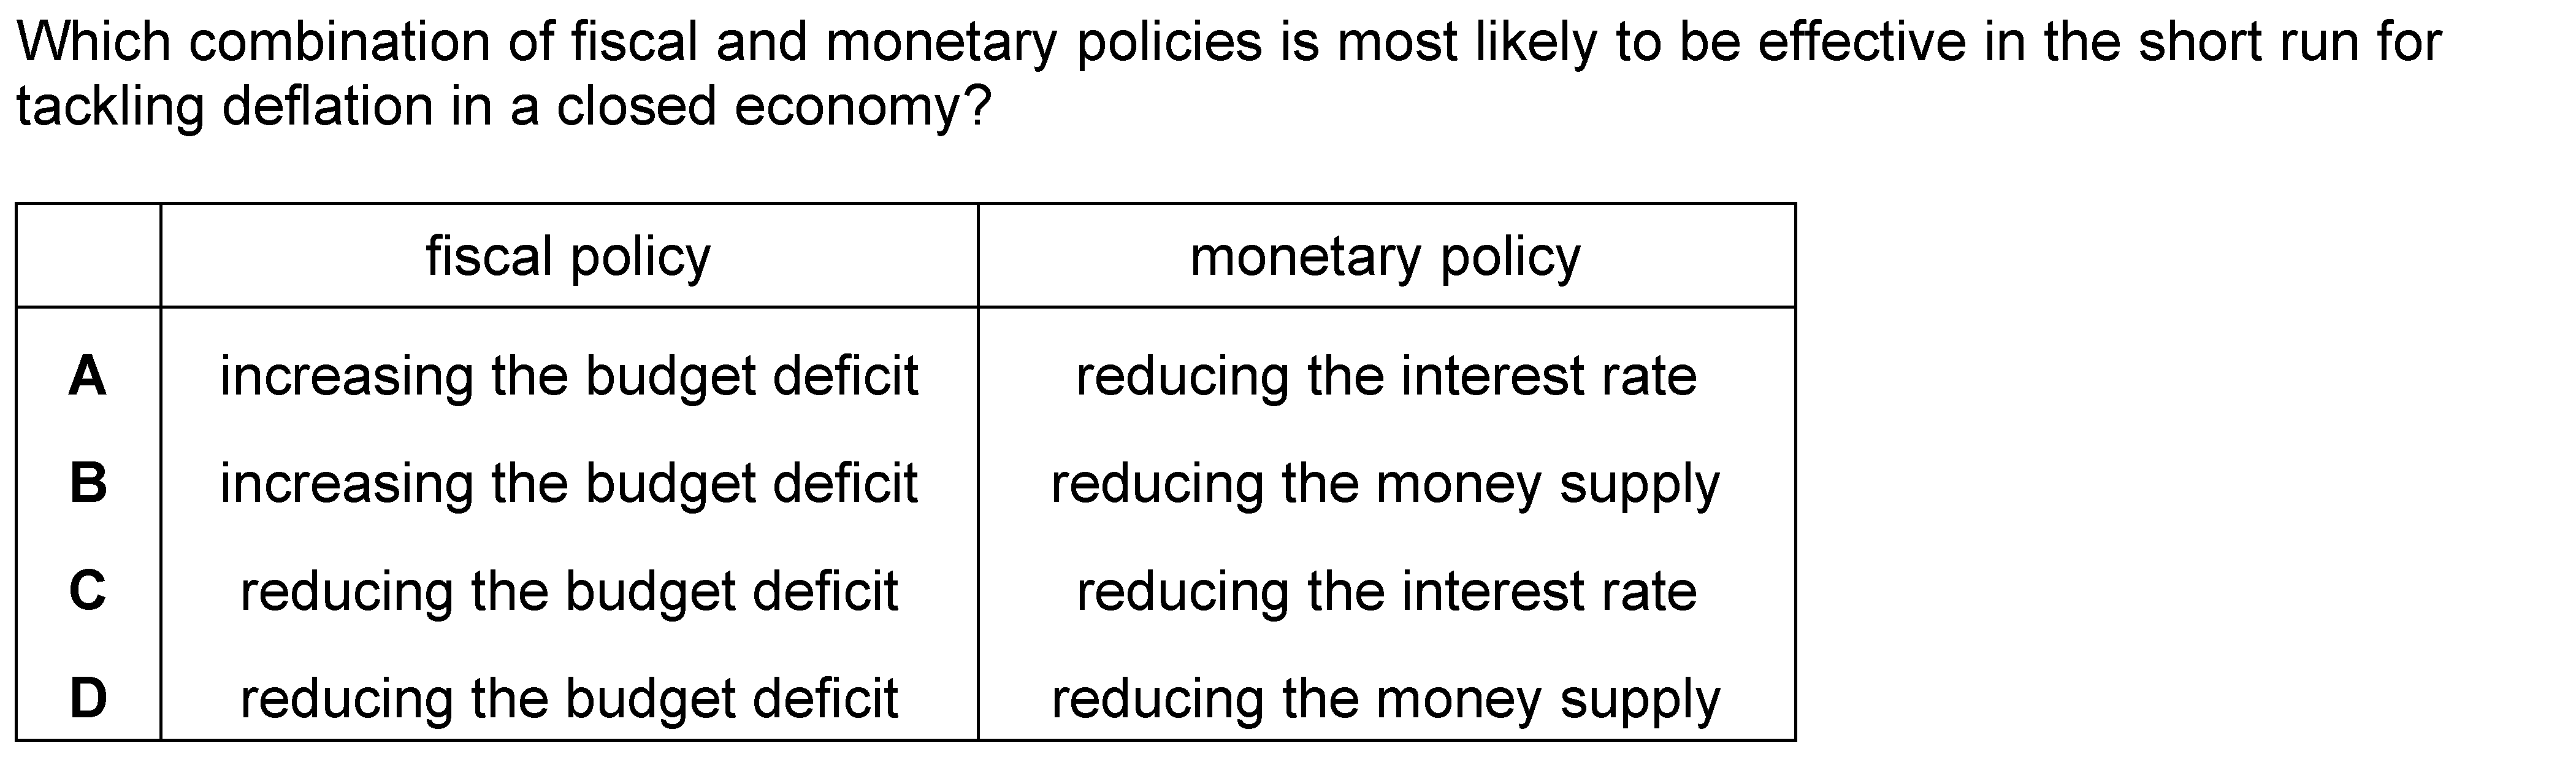 Which combination of fiscal and monetary policies is most likely to be effective in the short run for
tackling deflation in a closed economy?
fiscal policy monetary policy
A increasing the budget deficit reducing the interest rate
B increasing the budget deficit reducing the money supply
C reducing the budget deficit reducing the interest rate
D reducing the budget deficit reducing the money supply